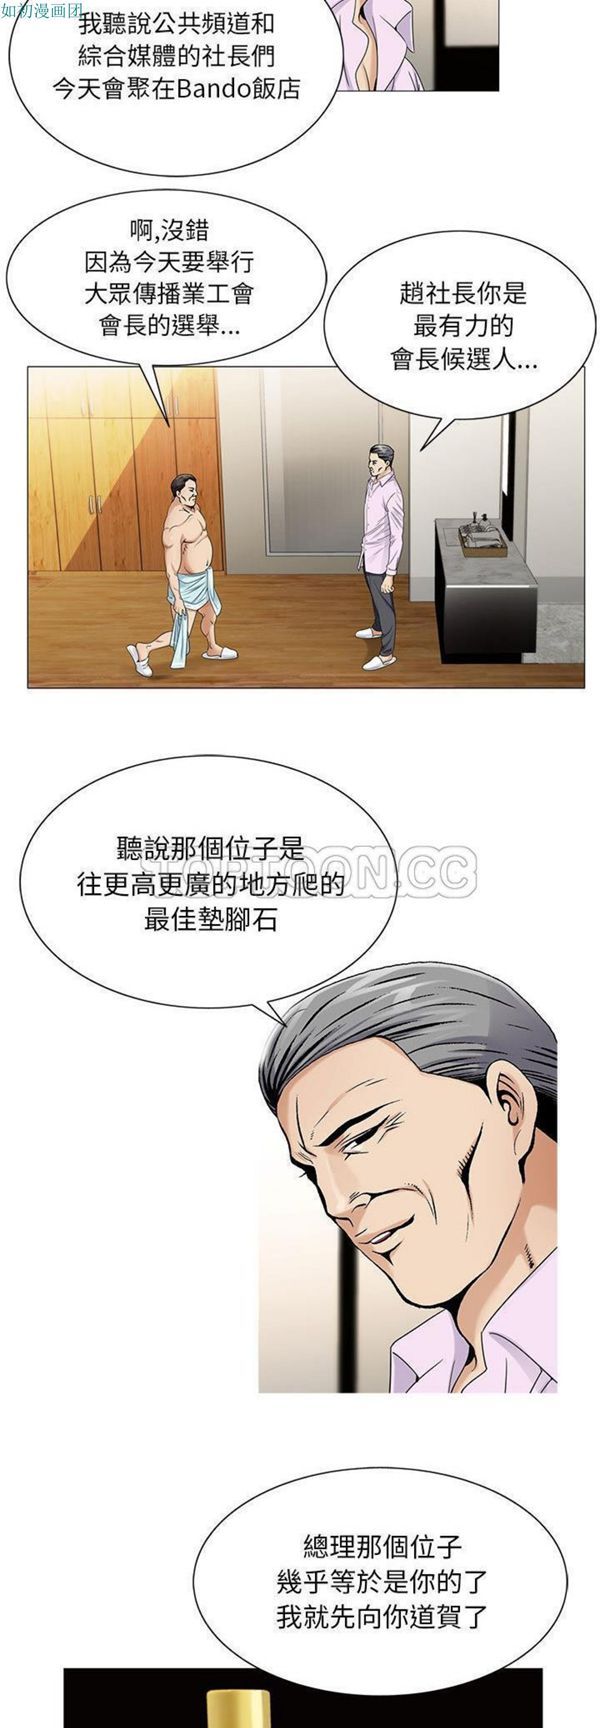 如初漫画团
我聽說公共頻道和
綜合媒體的社長們
今天會聚在Bando飯店
啊,沒錯
因為今天要舉行
大眾傳播業工會
會長的選舉...
趙社長你是
最有力的
會長候選人...
聽說那個位子是
往更高更廣的地方爬的
最佳墊腳石
TOPTOON.CC
總理那個位子
幾乎等於是你的了
我就先向你道賀了